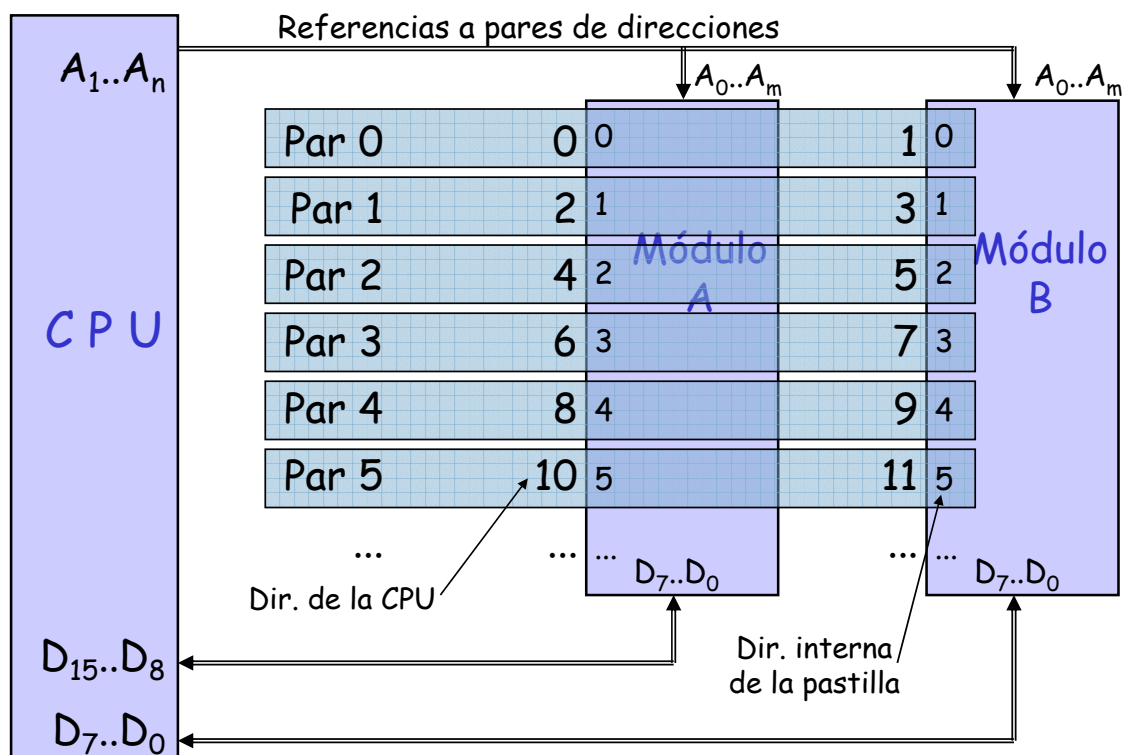 Referencias a pares de direcciones
A₁..Aₙ
A₀..Aₘ
A₀..Aₘ
Par 0 0 0 1 0
Par 1 2 1 3 1
Par 2 4 2 5 2
Par 3 6 3 7 3
Par 4 8 4 9 4
Par 5 10 5 11 5
... ... ... ... ...
Módulo
A
Módulo
B
C P U
D₇..D₀
D₇..D₀
Dir. de la CPU
Dir. interna
de la pastilla
D₁₅..D₈
D₇..D₀